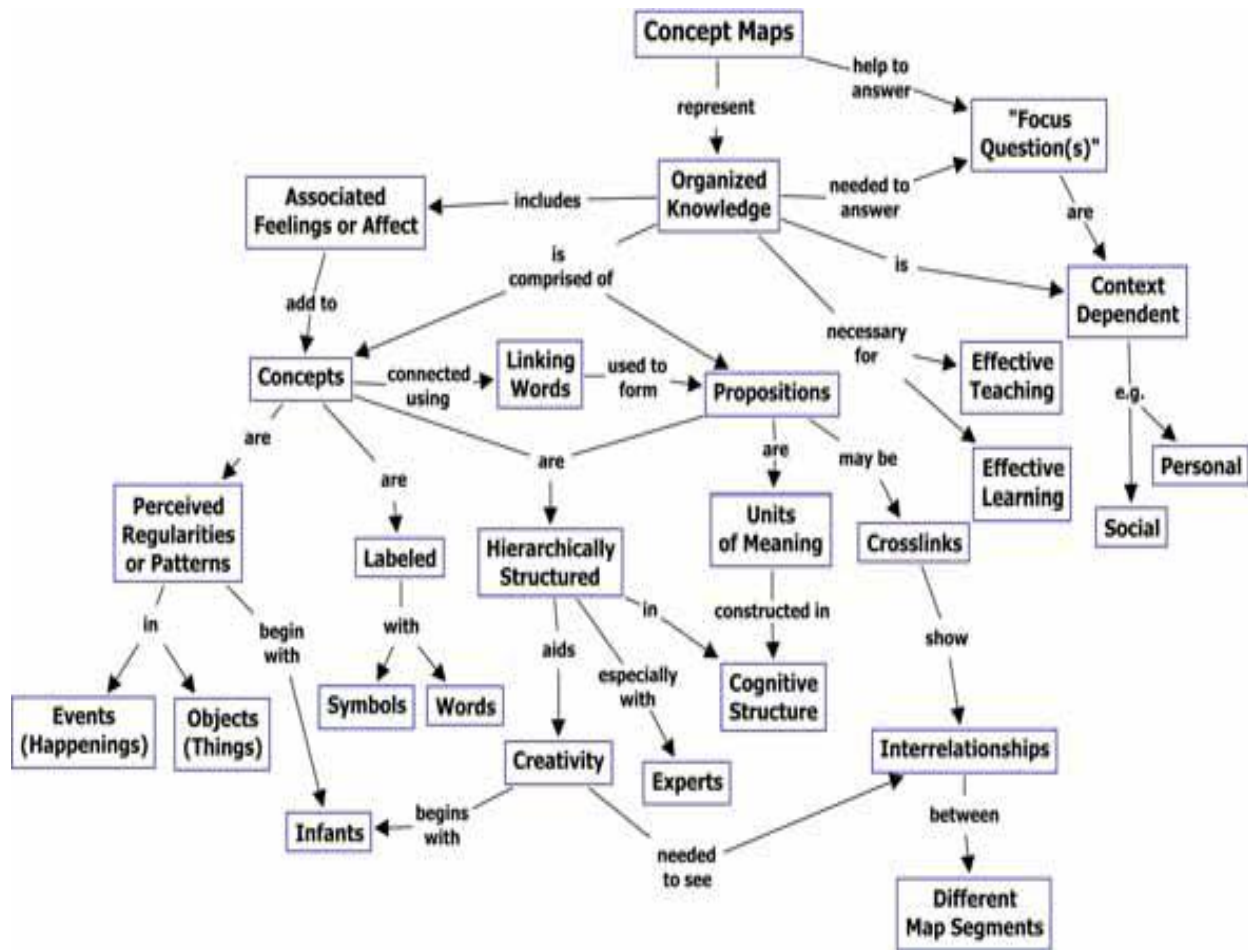 Concept Maps
help to
answer
represent
"Focus
Question(s)"
Organized
Knowledge
needed to
answer
includes
Associated
Feelings or Affect
are
is
comprised of
is
Context
Dependent
add to
necessary
for
Concepts
connected
using
Linking
Words
used to
form
Propositions
Effective
Teaching
e.g.
are
are
are
are
may be
Effective
Learning
Personal
Perceived
Regularities
or Patterns
Labeled
Hierarchically
Structured
Units
of Meaning
Crosslinks
Social
in
begin
with
with
aids
in
constructed in
show
especially
with
Events
(Happenings)
Objects
(Things)
Symbols
Words
Cognitive
Structure
Creativity
Experts
Interrelationships
Infants
begins
with
needed
to see
between
Different
Map Segments